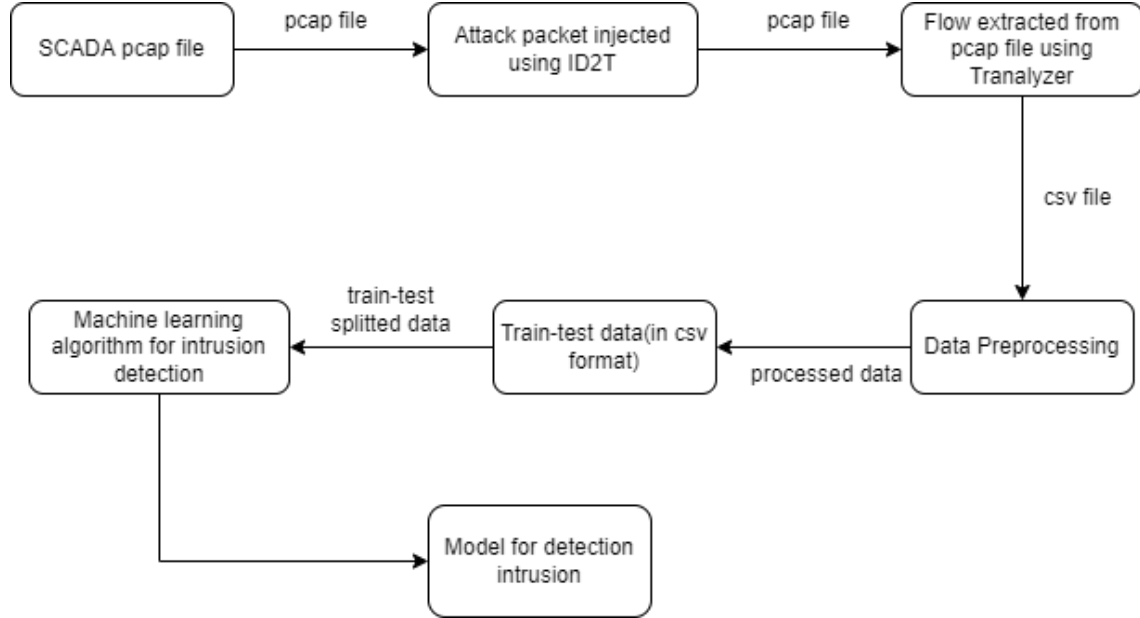 SCADA pcap file
pcap file
Attack packet injected
using ID2T
pcap file
Flow extracted from
pcap file using
Tranalyzer
csv file
Data Preprocessing
processed data
Train-test data(in csv
format)
train-test
splitted data
Machine learning
algorithm for intrusion
detection
Model for detection
intrusion